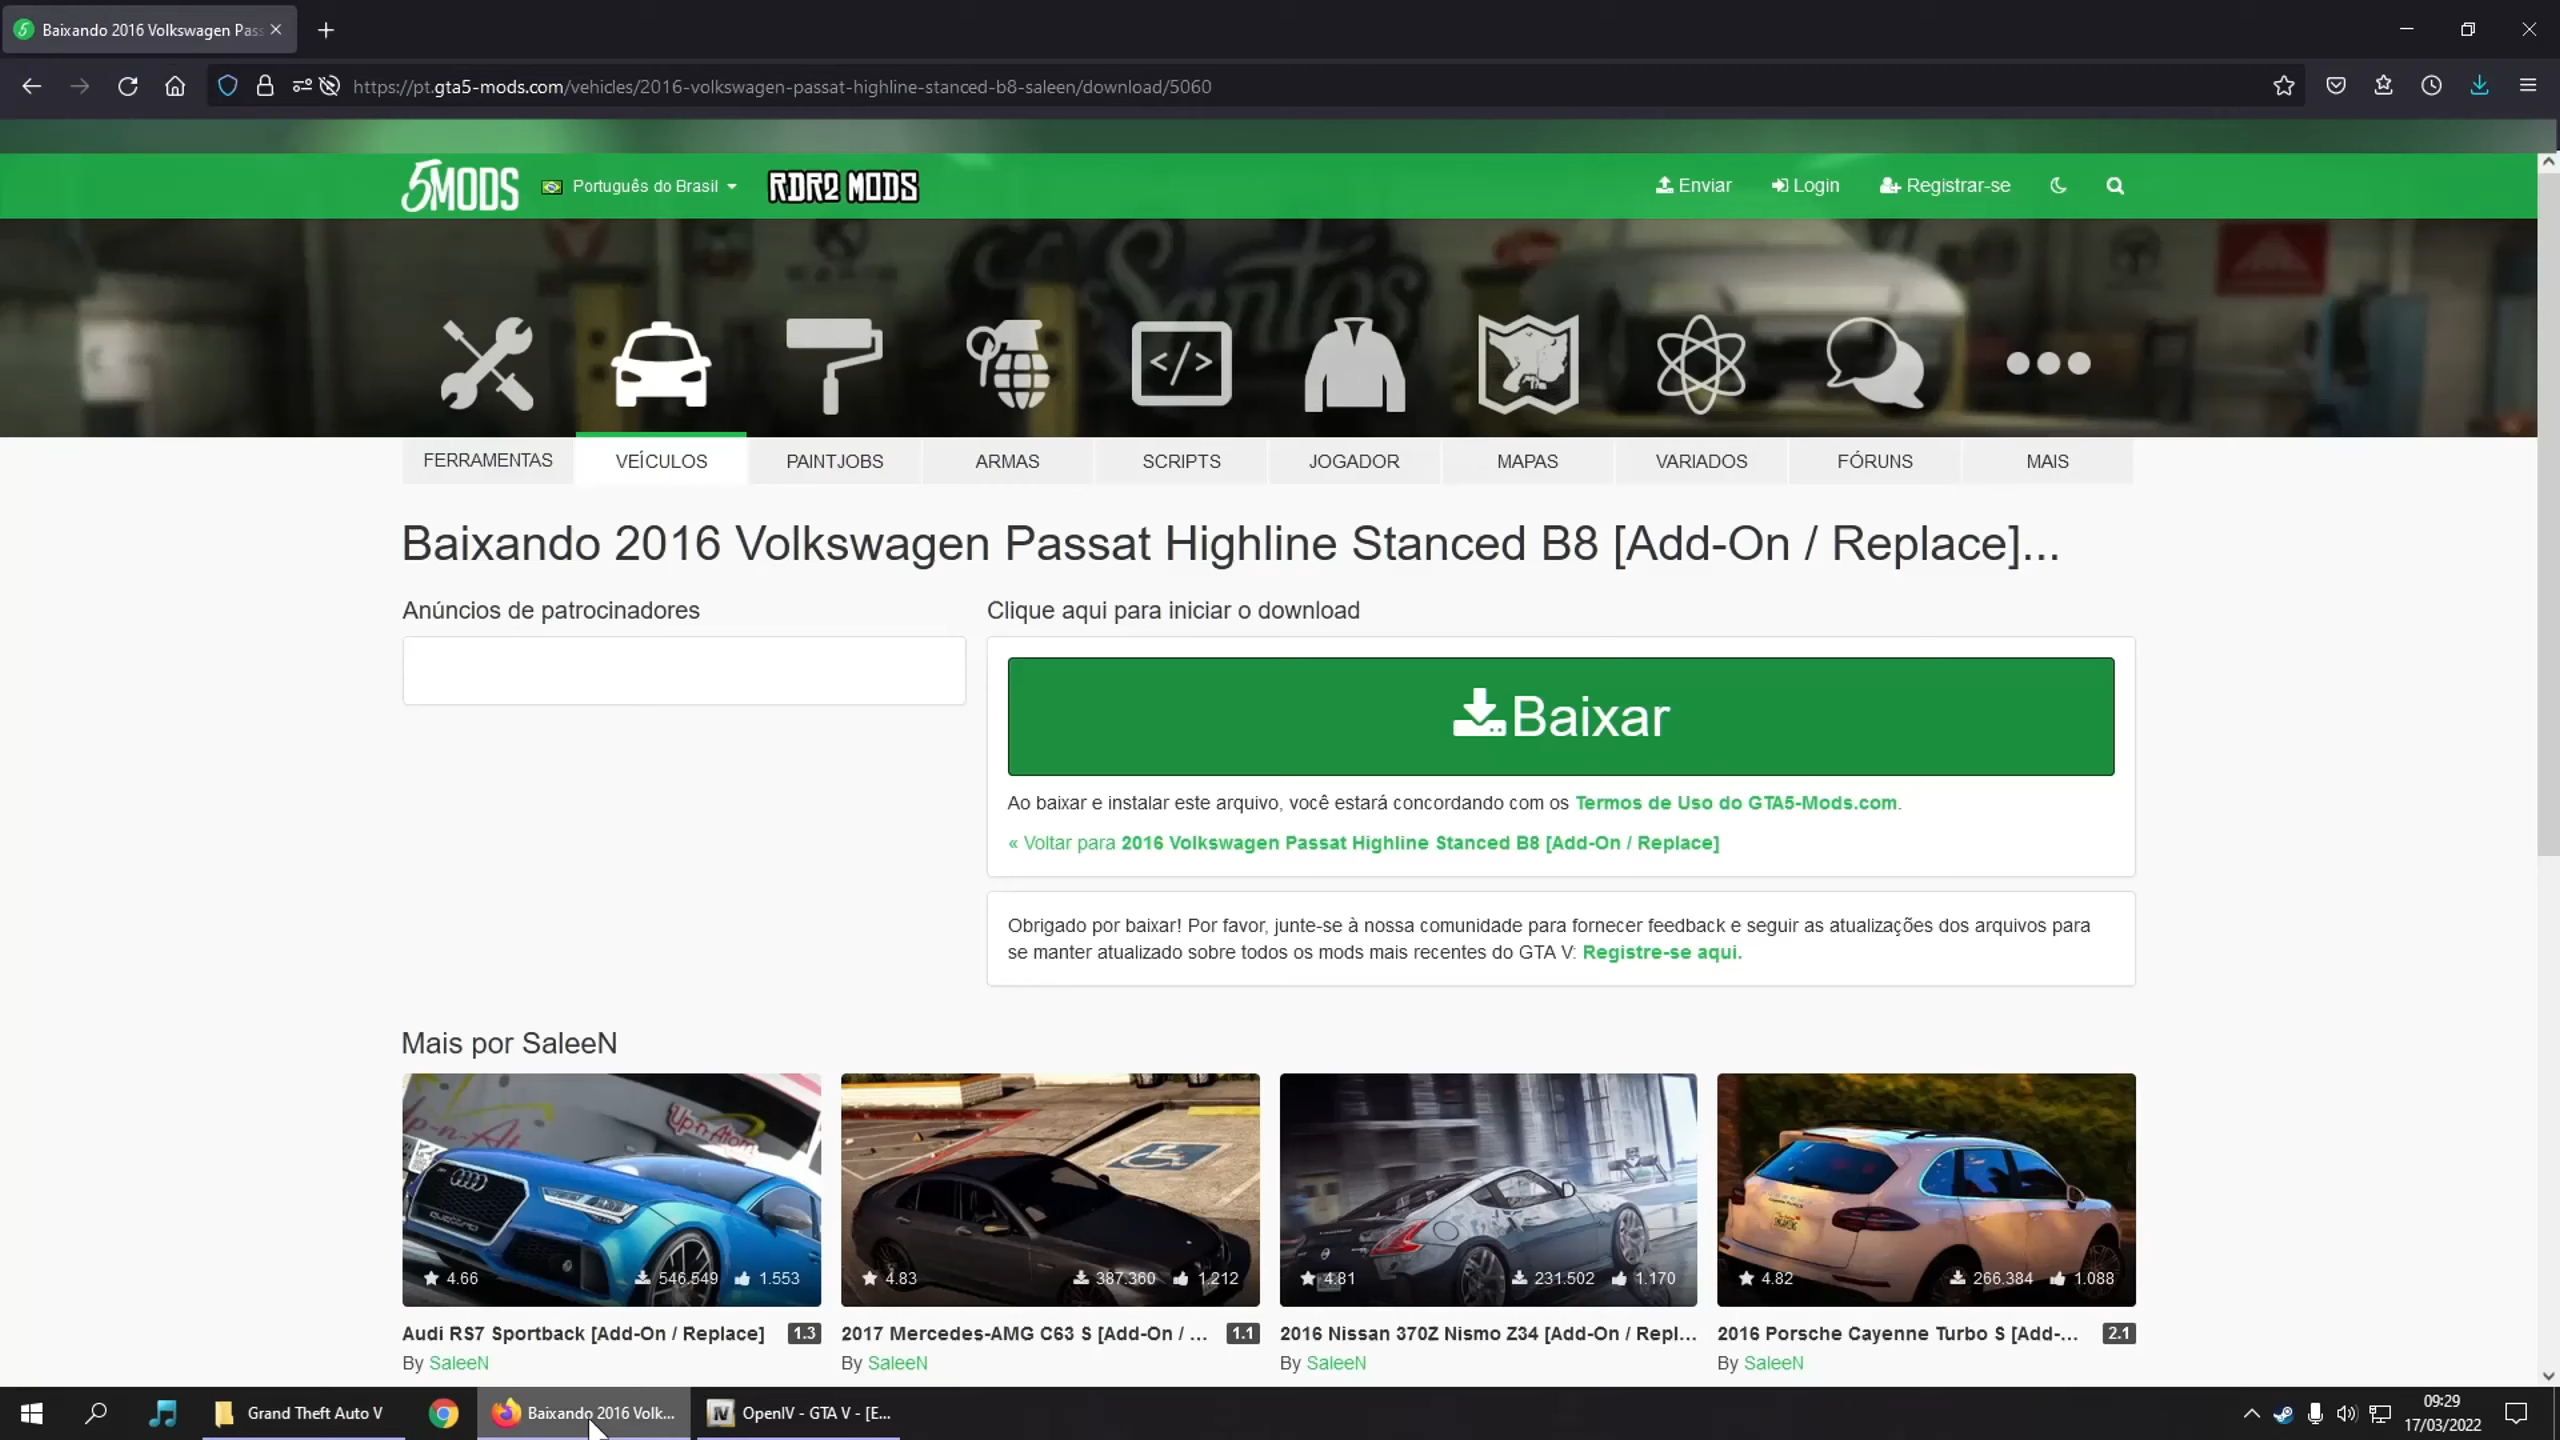 Baixando 2016 Volkswagen Pass
https://pt.gta5-mods.com/vehicles/2016-volkswagen-passat-highline-stanced-b8-saleen/download/5060
5MODS
Português do Brasil
RDR2 MODS
Enviar
Login
Registrar-se
Los Santos
FERRAMENTAS
VEÍCULOS
PAINTJOBS
ARMAS
SCRIPTS
JOGADOR
MAPAS
VARIADOS
FÓRUNS
MAIS
Baixando 2016 Volkswagen Passat Highline Stanced B8 [Add-On / Replace]...
Anúncios de patrocinadores
Clique aqui para iniciar o download
Baixar
Ao baixar e instalar este arquivo, você estará concordando com os Termos de Uso do GTA5-Mods.com.
« Voltar para 2016 Volkswagen Passat Highline Stanced B8 [Add-On / Replace]
Obrigado por baixar! Por favor, junte-se à nossa comunidade para fornecer feedback e seguir as atualizações dos arquivos para
se manter atualizado sobre todos os mods mais recentes do GTA V: Registre-se aqui.
Mais por SaleeN
Up-n-Atom
quattro
4.66 546.549 1.553
4.83 387.360 1.212
4.81 231.502 1.170
4.82 266.384 1.088
Audi RS7 Sportback [Add-On / Replace] 1.3
2017 Mercedes-AMG C63 S [Add-On / ... 1.1
2016 Nissan 370Z Nismo Z34 [Add-On / Repl...
2016 Porsche Cayenne Turbo S [Add-... 2.1
By SaleeN
By SaleeN
By SaleeN
By SaleeN
Grand Theft Auto V
Baixando 2016 Volk...
OpenIV - GTA V - [E...
09:29
17/03/2022